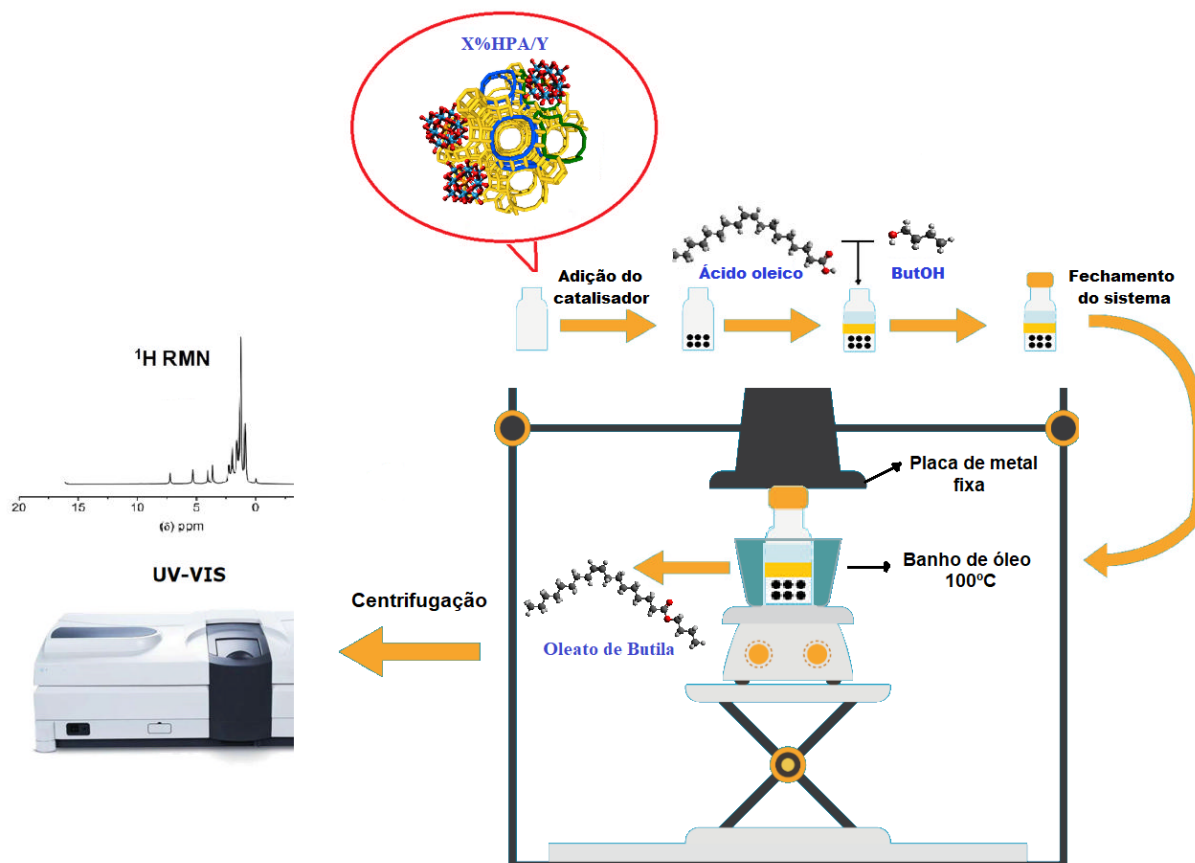 X%HPA/Y
Adição do
catalisador
Ácido oleico
ButOH
Fechamento
do sistema
¹H RMN
20 15 10 5 0
(δ) ppm
UV-VIS
Placa de metal
fixa
Banho de óleo
100ºC
Oleato de Butila
Centrifugação